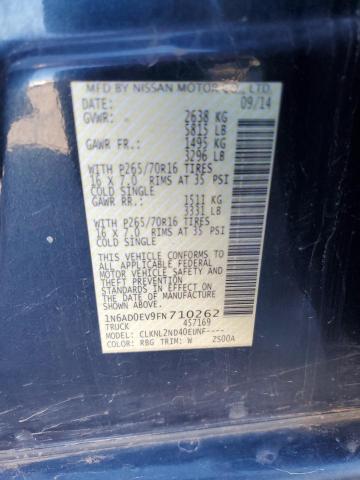 MFD BY NISSAN MOTOR CO., LTD.
DATE: 09/14
GVWR: 2638 KG
5815 LB
GAWR FR: 1495 KG
3296 LB
WITH P265/70R16 TIRES
16 X 7.0 RIMS AT 35 PSI
COLD SINGLE
GAWR RR: 1511 KG
3331 LB
WITH P265/70R16 TIRES
16 X 7.0 RIMS AT 35 PSI
COLD SINGLE
THIS VEHICLE CONFORMS TO
ALL APPLICABLE FEDERAL
MOTOR VEHICLE SAFETY
AND THEFT PREVENTION
STANDARDS IN EFFECT
ON THE DATE OF
MANUFACTURE SHOWN
ABOVE.
1N6AD0EV9FN710262
TRUCK 457169
MODEL: CLKNL2ND40EUNF----
COLOR: RBG TRIM: W ZS00A